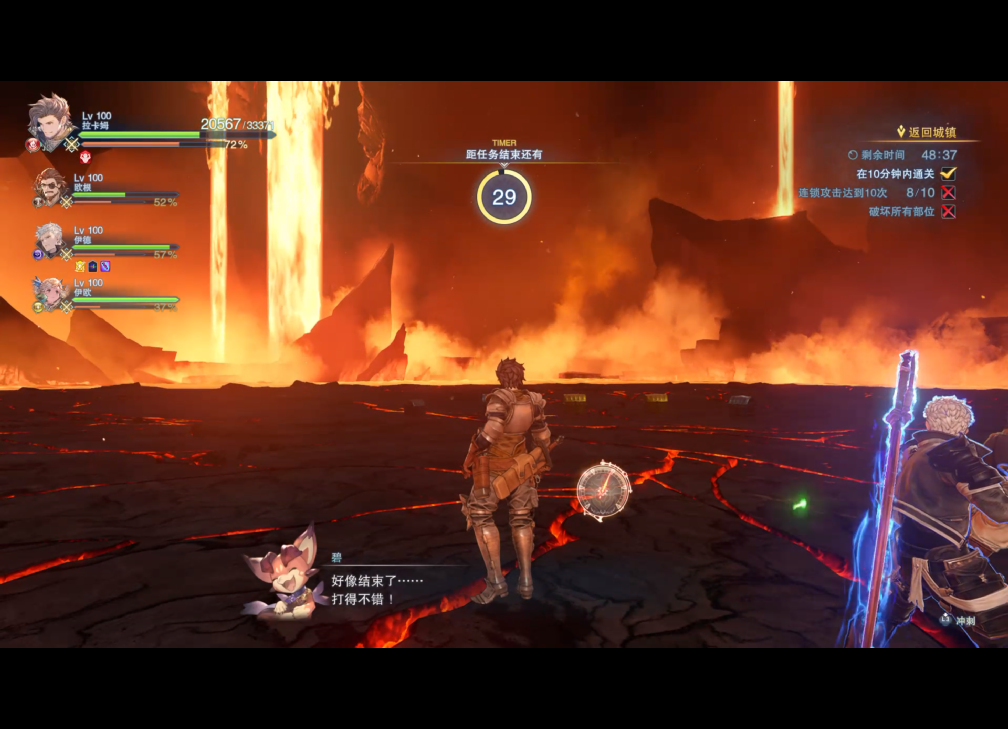 Lv 100
拉卡姆
20567/33371
72%
Lv 100
欧根
52%
Lv 100
伊德
57%
Lv 100
伊欧
37%
TIMER
距任务结束还有
29
返回城镇
剩余时间 48:37
在10分钟内通关
连锁攻击达到10次 8/10
破坏所有部位
碧
好像结束了……
打得不错！
L3 冲刺